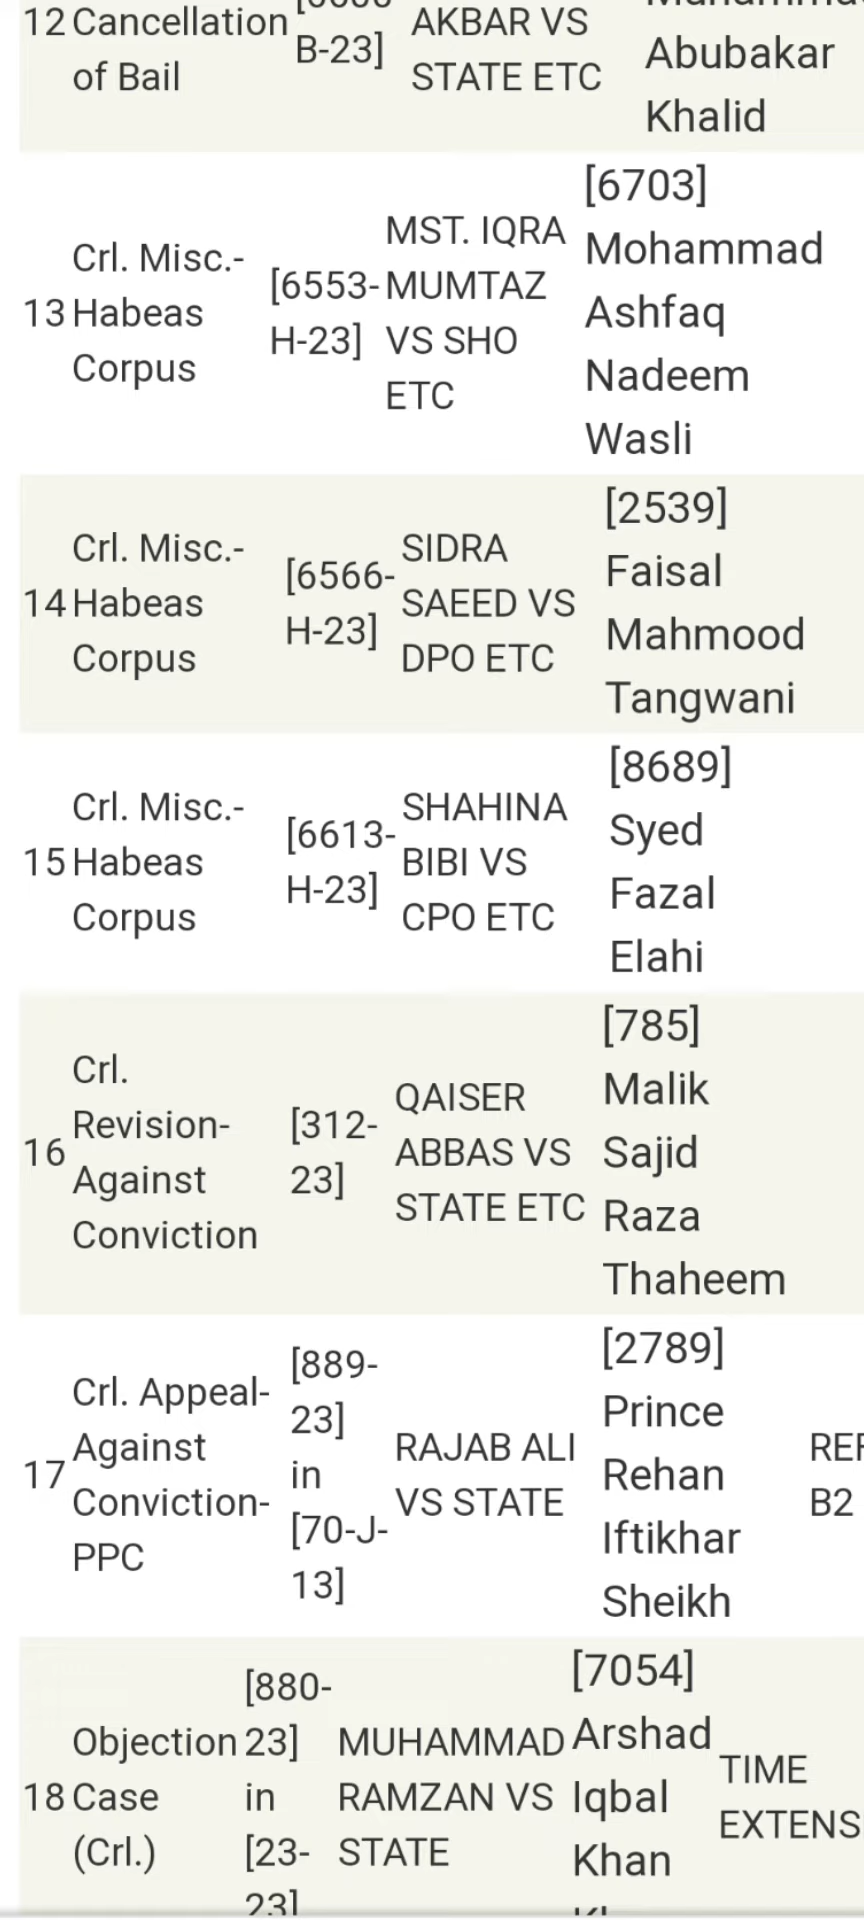 12 Cancellation of Bail
B-23]
AKBAR VS STATE ETC
Abubakar Khalid
13
Crl. Misc.-
Habeas
Corpus
[6553-
H-23]
MST. IQRA
MUMTAZ
VS SHO
ETC
[6703]
Mohammad
Ashfaq
Nadeem
Wasli
14
Crl. Misc.-
Habeas
Corpus
[6566-
H-23]
SIDRA
SAEED VS
DPO ETC
[2539]
Faisal
Mahmood
Tangwani
15
Crl. Misc.-
Habeas
Corpus
[6613-
H-23]
SHAHINA
BIBI VS
CPO ETC
[8689]
Syed
Fazal
Elahi
16
Crl.
Revision-
Against
Conviction
[312-
23]
QAISER
ABBAS VS
STATE ETC
[785]
Malik
Sajid
Raza
Thaheem
17
Crl. Appeal-
Against
Conviction-
PPC
[889-
23]
in
[70-J-
13]
RAJAB ALI
VS STATE
[2789]
Prince
Rehan
Iftikhar
Sheikh
REF
B2
18
Objection
Case
(Crl.)
[880-
23]
in
[23-
23]
MUHAMMAD
RAMZAN VS
STATE
[7054]
Arshad
Iqbal
Khan
TIME
EXTENS